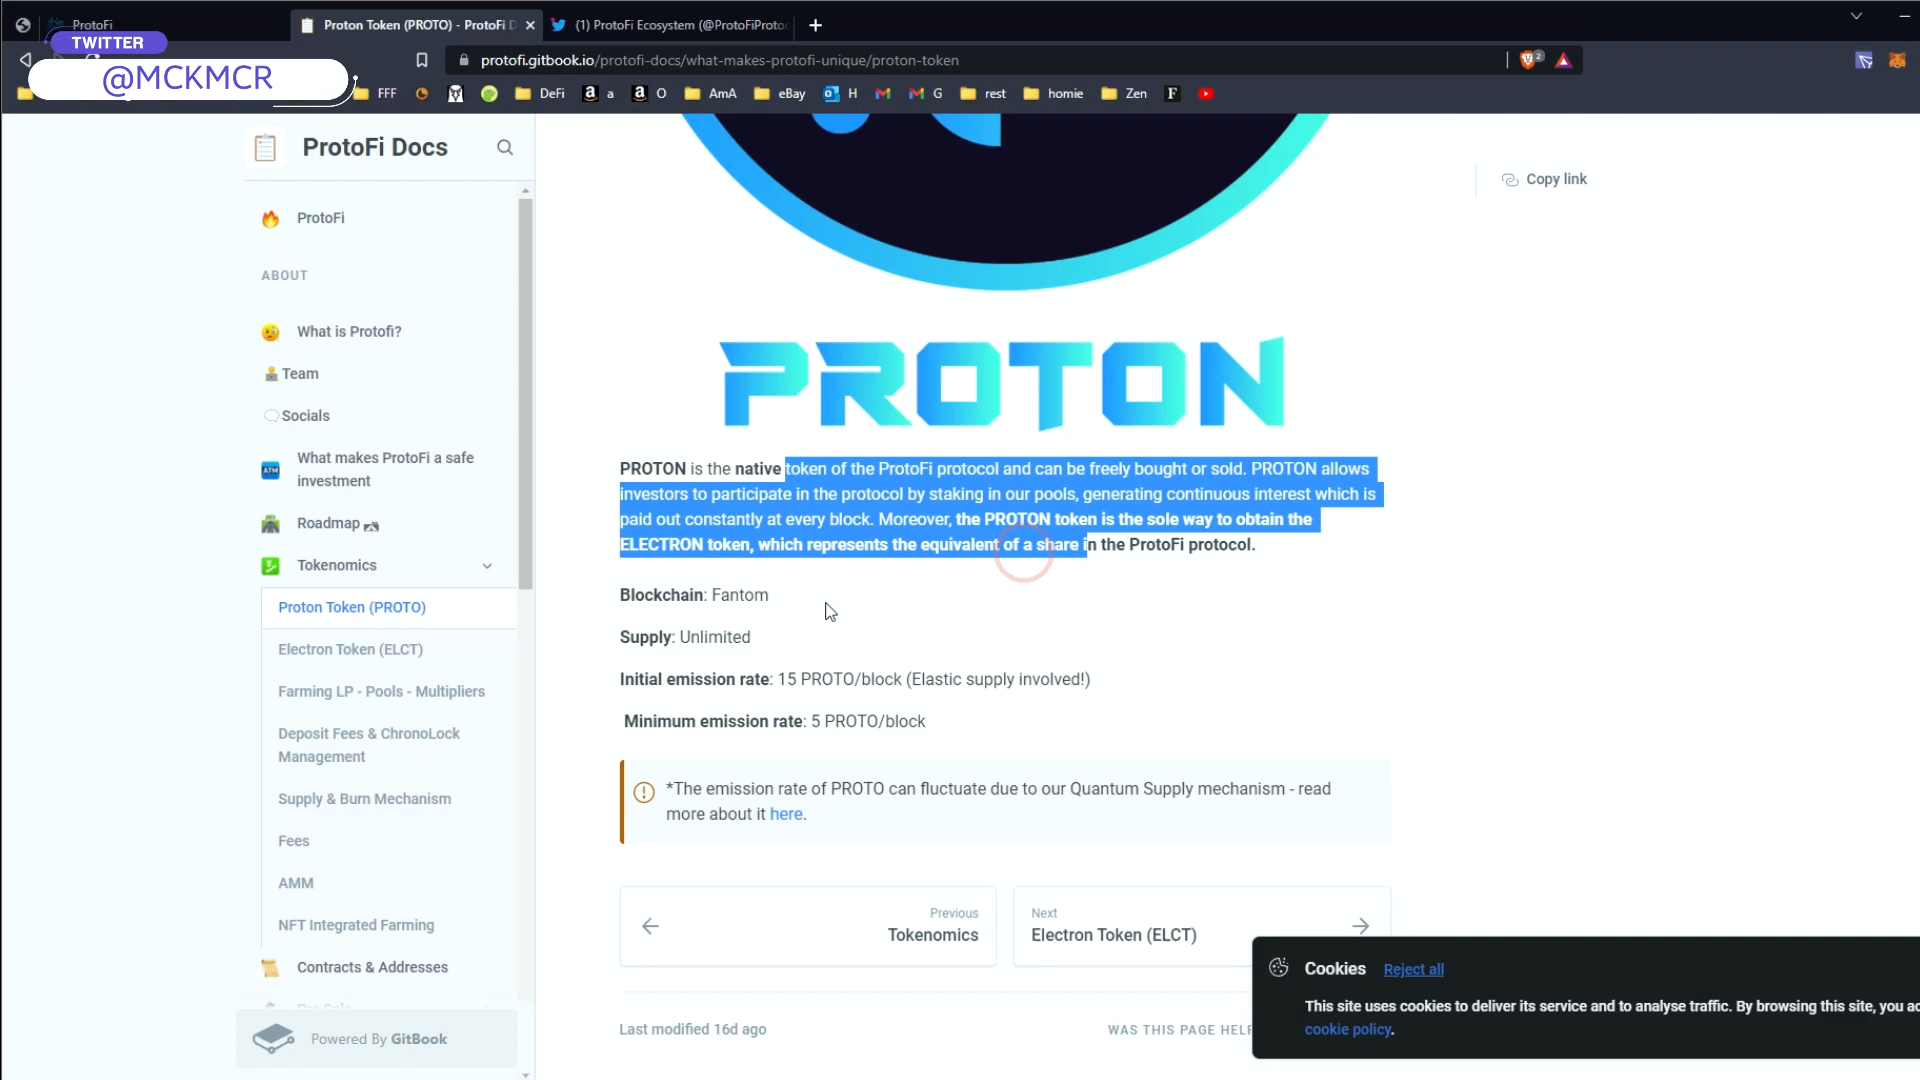 ProtoFi
Proton Token (PROTO) - ProtoFi D
(1) ProtoFi Ecosystem (@ProtoFiProto
TWITTER
@MCKMCR
protofi.gitbook.io/protofi-docs/what-makes-protofi-unique/proton-token
2
FFF
DeFi
a
O
AmA
eBay
H
G
rest
homie
Zen
F
ProtoFi Docs
Copy link
ProtoFi
ABOUT
What is Protofi?
Team
Socials
ATM
What makes ProtoFi a safe
investment
Roadmap
Tokenomics
Proton Token (PROTO)
Electron Token (ELCT)
Farming LP - Pools - Multipliers
Deposit Fees & ChronoLock
Management
Supply & Burn Mechanism
Fees
AMM
NFT Integrated Farming
Contracts & Addresses
Powered By GitBook
PROTON
PROTON is the native token of the ProtoFi protocol and can be freely bought or sold. PROTON allows
investors to participate in the protocol by staking in our pools, generating continuous interest which is
paid out constantly at every block. Moreover, the PROTON token is the sole way to obtain the
ELECTRON token, which represents the equivalent of a share in the ProtoFi protocol.
Blockchain: Fantom
Supply: Unlimited
Initial emission rate: 15 PROTO/block (Elastic supply involved!)
Minimum emission rate: 5 PROTO/block
*The emission rate of PROTO can fluctuate due to our Quantum Supply mechanism - read
more about it here.
Previous
Tokenomics
Next
Electron Token (ELCT)
Last modified 16d ago
WAS THIS PAGE HELP
Cookies
Reject all
This site uses cookies to deliver its service and to analyse traffic. By browsing this site, you ac
cookie policy.